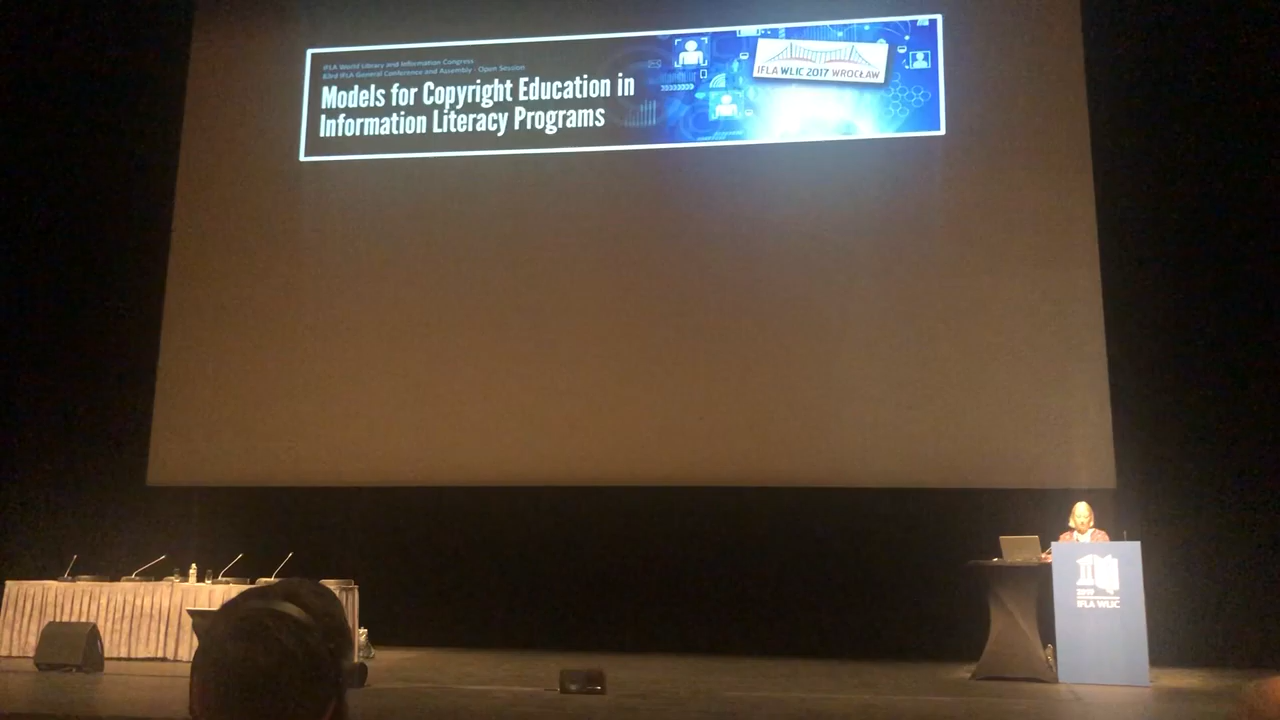 IFLA World Library and Information Congress
83rd IFLA General Conference and Assembly - Open Session
Models for Copyright Education in
Information Literacy Programs
IFLA WLIC 2017 WROCŁAW
IFLA WLIC